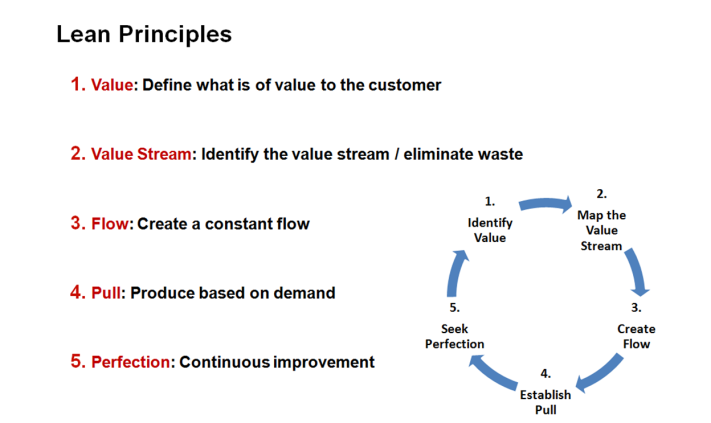 Lean Principles
1. Value: Define what is of value to the customer
2. Value Stream: Identify the value stream / eliminate waste
3. Flow: Create a constant flow
4. Pull: Produce based on demand
5. Perfection: Continuous improvement
1.
Identify
Value
2.
Map the
Value
Stream
3.
Create
Flow
4.
Establish
Pull
5.
Seek
Perfection